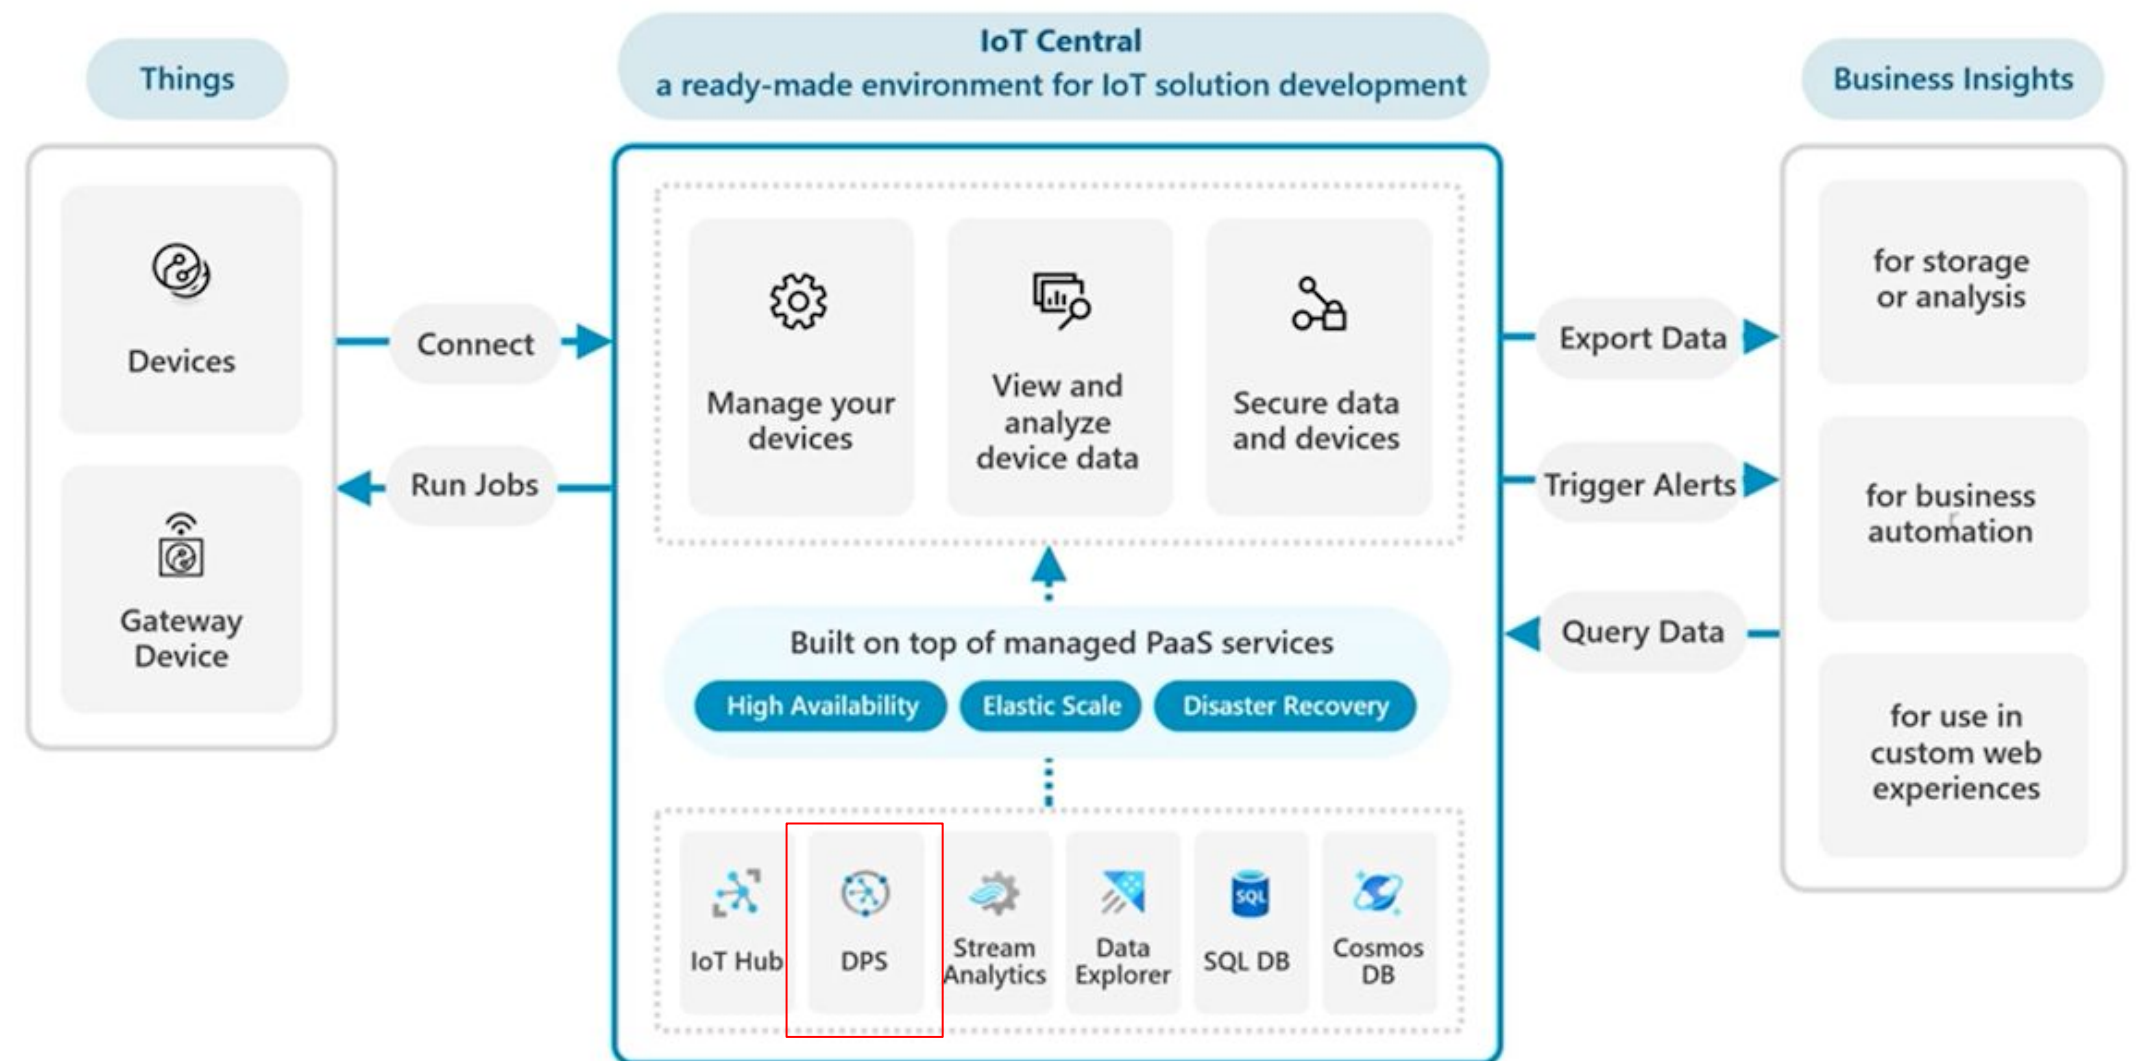 Things
IoT Central
a ready-made environment for IoT solution development
Business Insights
Devices
Gateway
Device
Connect
Run Jobs
Manage your
devices
View and
analyze
device data
Secure data
and devices
Built on top of managed PaaS services
High Availability
Elastic Scale
Disaster Recovery
IoT Hub
DPS
Stream
Analytics
Data
Explorer
SQL
SQL DB
Cosmos
DB
Export Data
Trigger Alerts
Query Data
for storage
or analysis
for business
automation
for use in
custom web
experiences